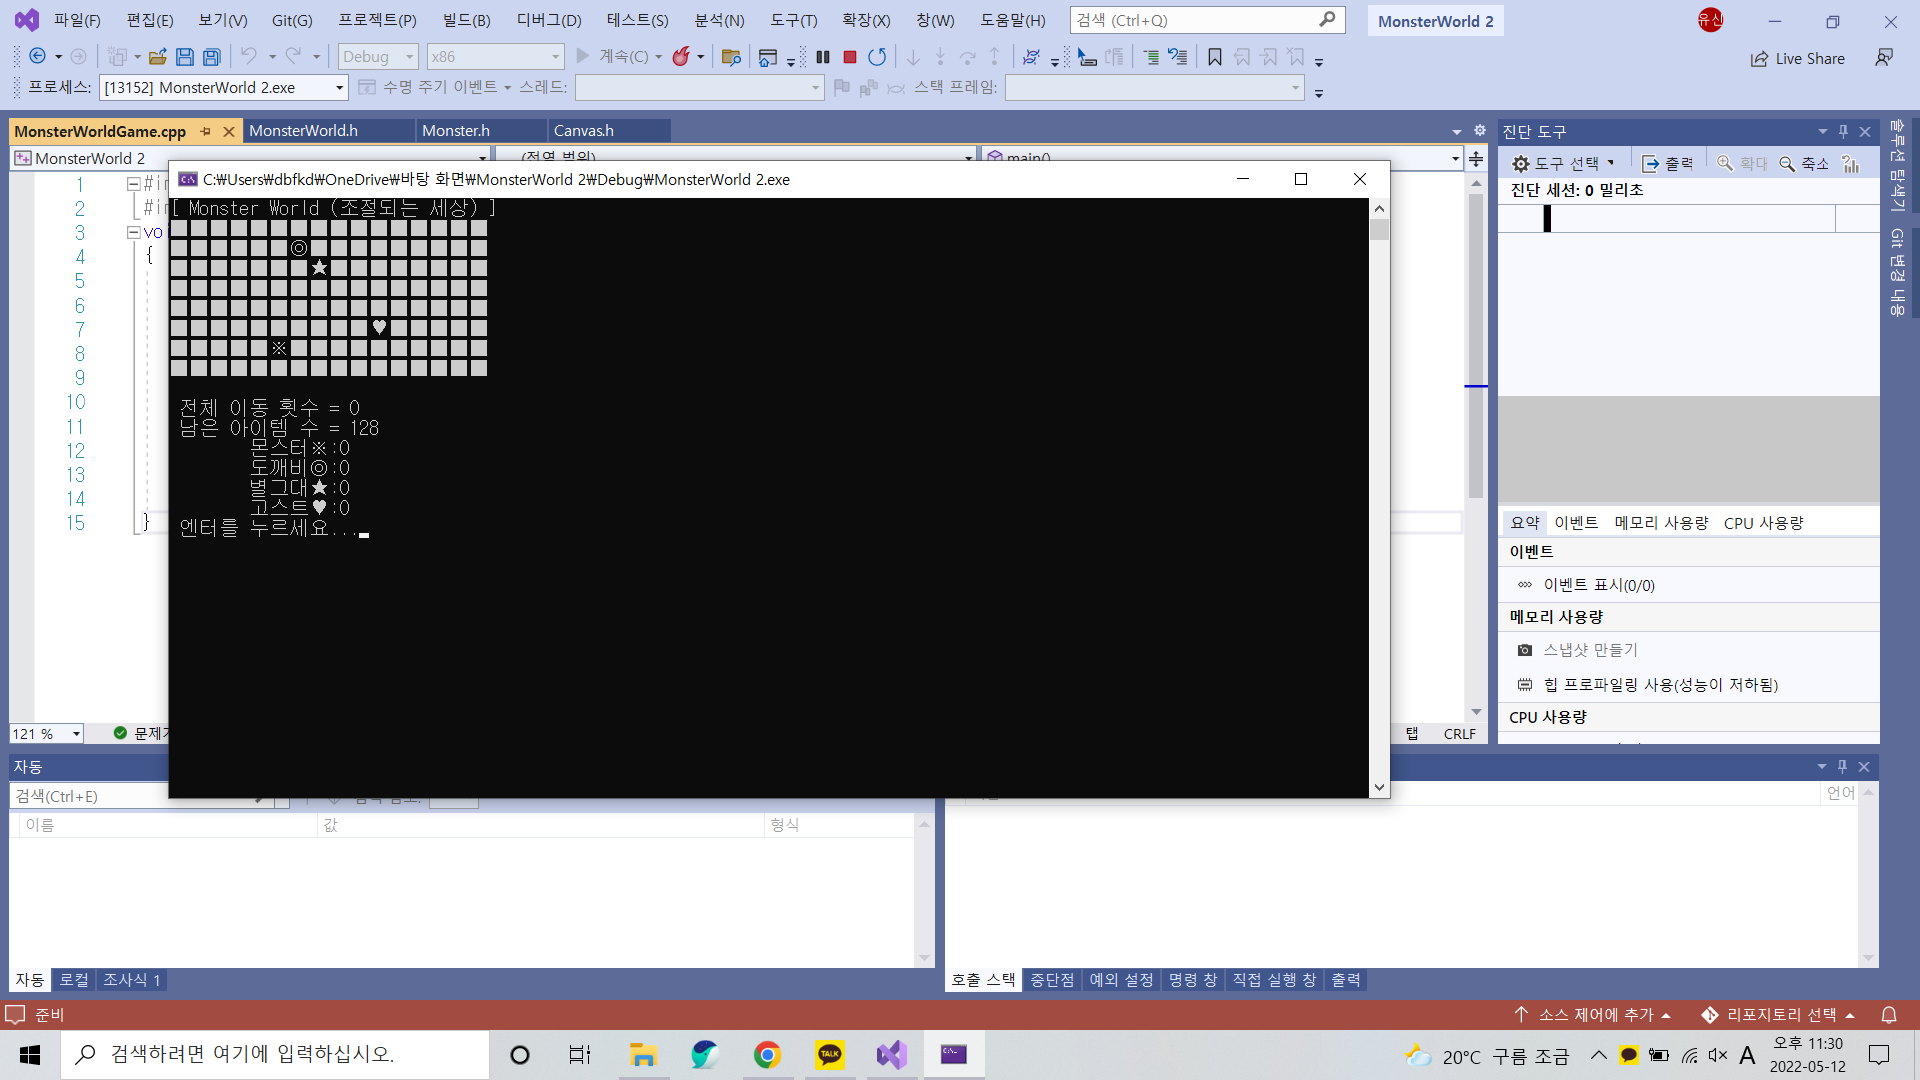 파일(F) 편집(E) 보기(V) Git(G) 프로젝트(P) 빌드(B) 디버그(D) 테스트(S) 분석(N) 도구(T) 확장(X) 창(W) 도움말(H) 검색 (Ctrl+Q) MonsterWorld 2 유신
Debug x86 계속(C) Live Share
프로세스: [13152] MonsterWorld 2.exe 수명 주기 이벤트 스레드: 스택 프레임:
MonsterWorldGame.cpp MonsterWorld.h Monster.h Canvas.h
MonsterWorld 2 (전역 범위) main()
C:₩Users₩dbfkd₩OneDrive₩바탕 화면₩MonsterWorld 2₩Debug₩MonsterWorld 2.exe
1 #i
2 #i
3 vo
4 {
5
6
7
8
9
10
11
12
13
14
15 }
[ Monster World (조절되는 세상) ]
■■■■■■■■■■■■■■■■
■■■■■■◎■■■■■■■■■
■■■■■■■★■■■■■■■■
■■■■■■■■■■■■■■■■
■■■■■■■■■■■■■■■■
■■■■■■■■■■♥■■■■■
■■■■■※■■■■■■■■■■
■■■■■■■■■■■■■■■■
전체 이동 횟수 = 0
남은 아이템 수 = 128
몬스터※:0
도깨비◎:0
별그대★:0
고스트♥:0
엔터를 누르세요...
121 % 문제가 탭 CRLF
진단 도구
도구 선택 출력 확대 축소
진단 세션: 0 밀리초
요약 이벤트 메모리 사용량 CPU 사용량
이벤트
이벤트 표시(0/0)
메모리 사용량
스냅샷 만들기
힙 프로파일링 사용(성능이 저하됨)
CPU 사용량
솔루션 탐색기
Git 변경 내용
자동
검색(Ctrl+E)
이름 값 형식
언어
자동 로컬 조사식 1
호출 스택 중단점 예외 설정 명령 창 직접 실행 창 출력
준비 소스 제어에 추가 리포지토리 선택
검색하려면 여기에 입력하십시오.
TALK
20°C 구름 조금 A
오후 11:30
2022-05-12